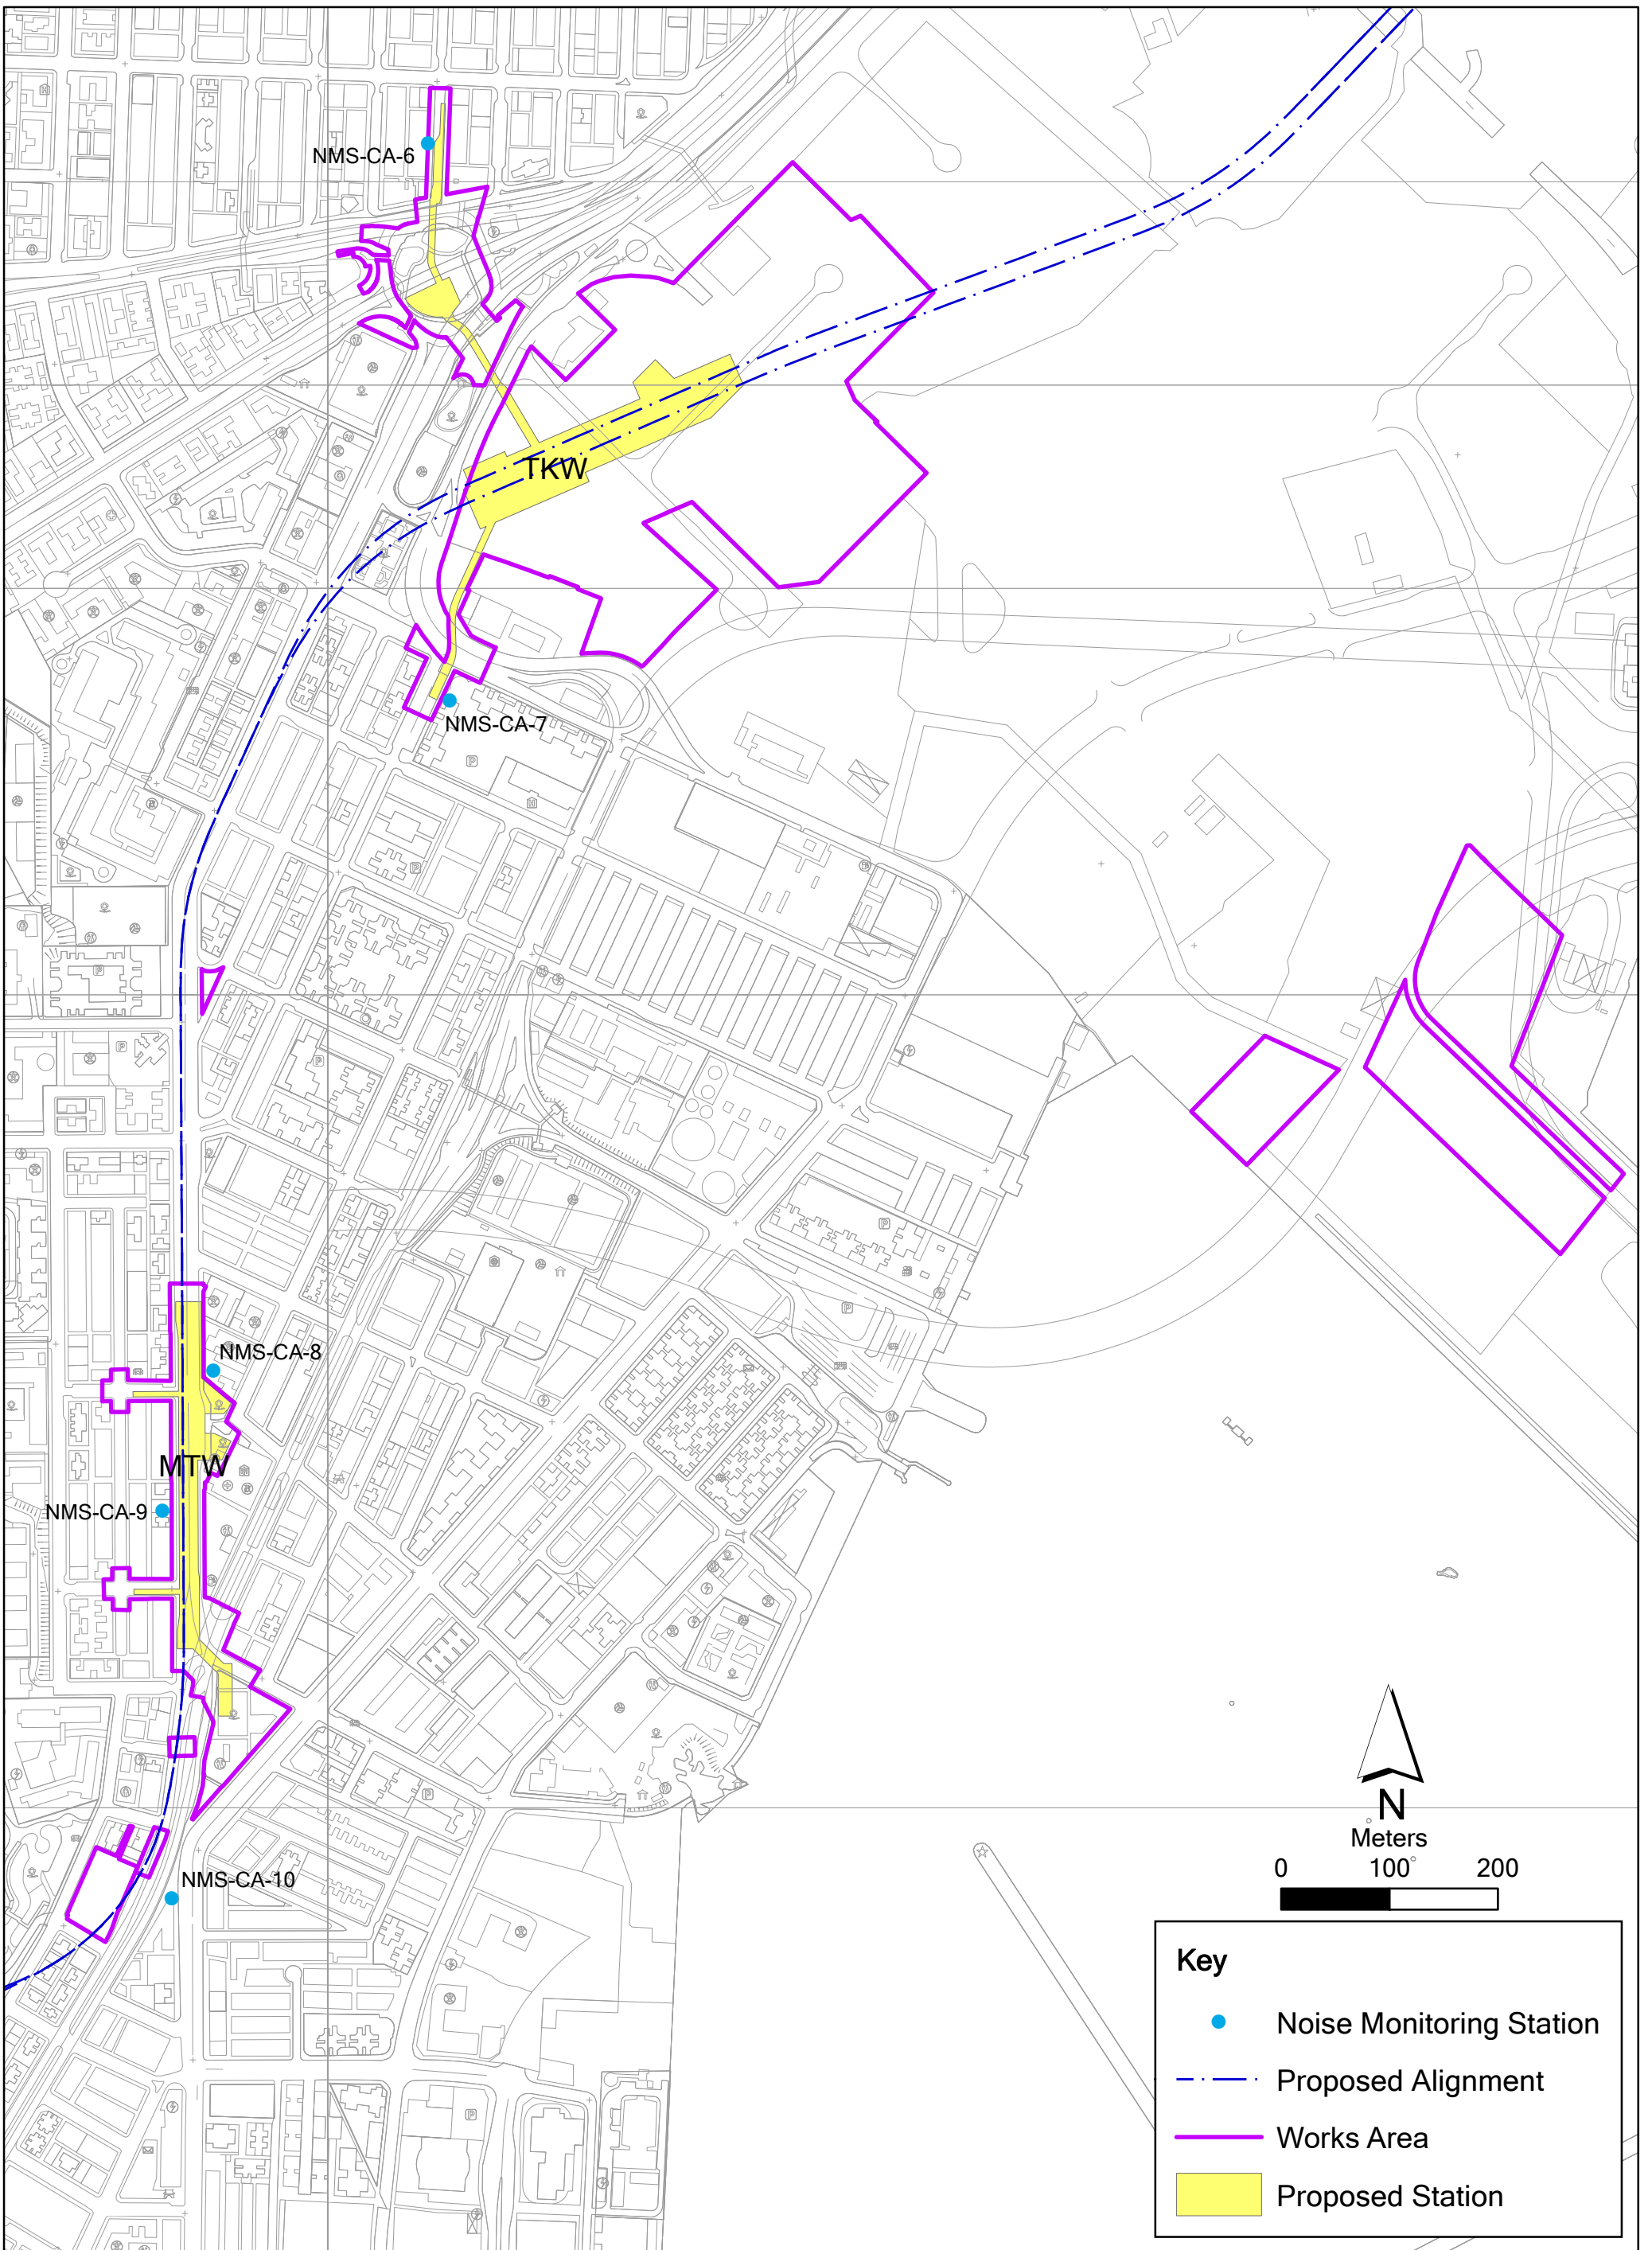 NMS-CA-6
TKW
NMS-CA-7
NMS-CA-8
MTW
NMS-CA-9
NMS-CA-10
N
Meters
0 100 200
Key
Noise Monitoring Station
Proposed Alignment
Works Area
Proposed Station